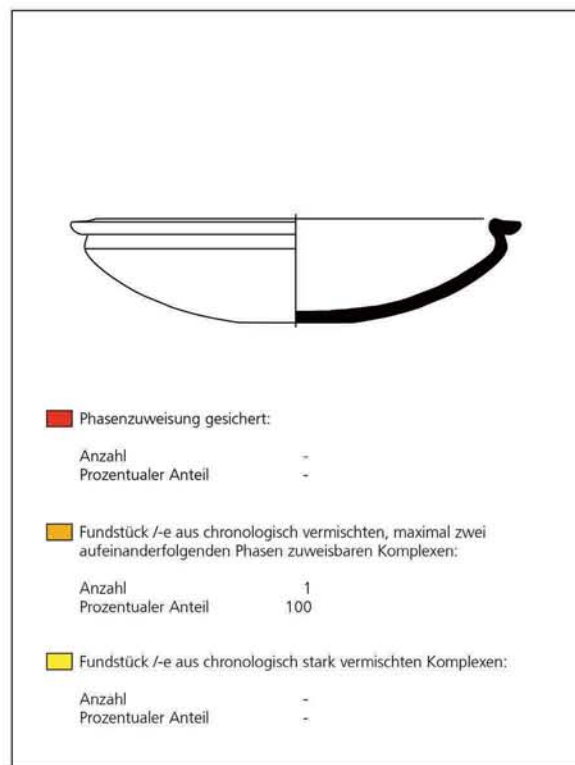 Phasenzuweisung gesichert:
Anzahl -
Prozentualer Anteil -
Fundstück /-e aus chronologisch vermischten, maximal zwei
aufeinanderfolgenden Phasen zuweisbaren Komplexen:
Anzahl 1
Prozentualer Anteil 100
Fundstück /-e aus chronologisch stark vermischten Komplexen:
Anzahl -
Prozentualer Anteil -